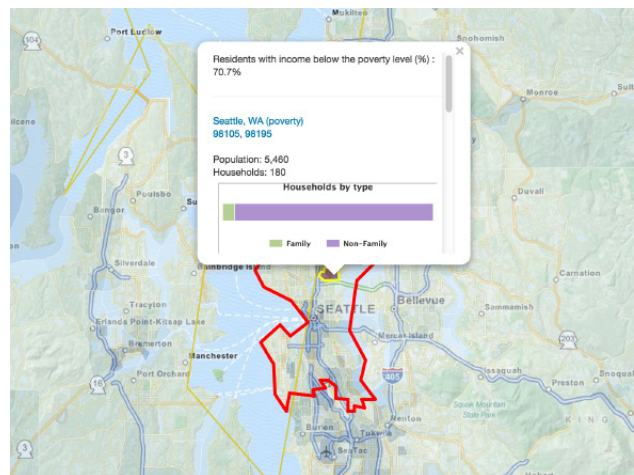 Mukilteo
104
Port Ludlow
Snohomish
×
Residents with income below the poverty level (%) :
70.7%
Monroe
Seattle, WA (poverty)
98105, 98195
3
Population: 5,460
Households: 180
Households by type
Duvall
Poulsbo
Bangor
Family
Non-Family
Silverdale
Bainbridge Island
Carnation
Tracyton
SEATTLE
Bellevue
Sammamish
Erlands Point-Kitsap Lake
Bremerton
Mercer Island
203
Manchester
Issaquah
16
Port Orchard
405
Preston
Squak Mountain
State Park
Renton
KING
Burien
Tukwila
3
SeaTac
Hobart